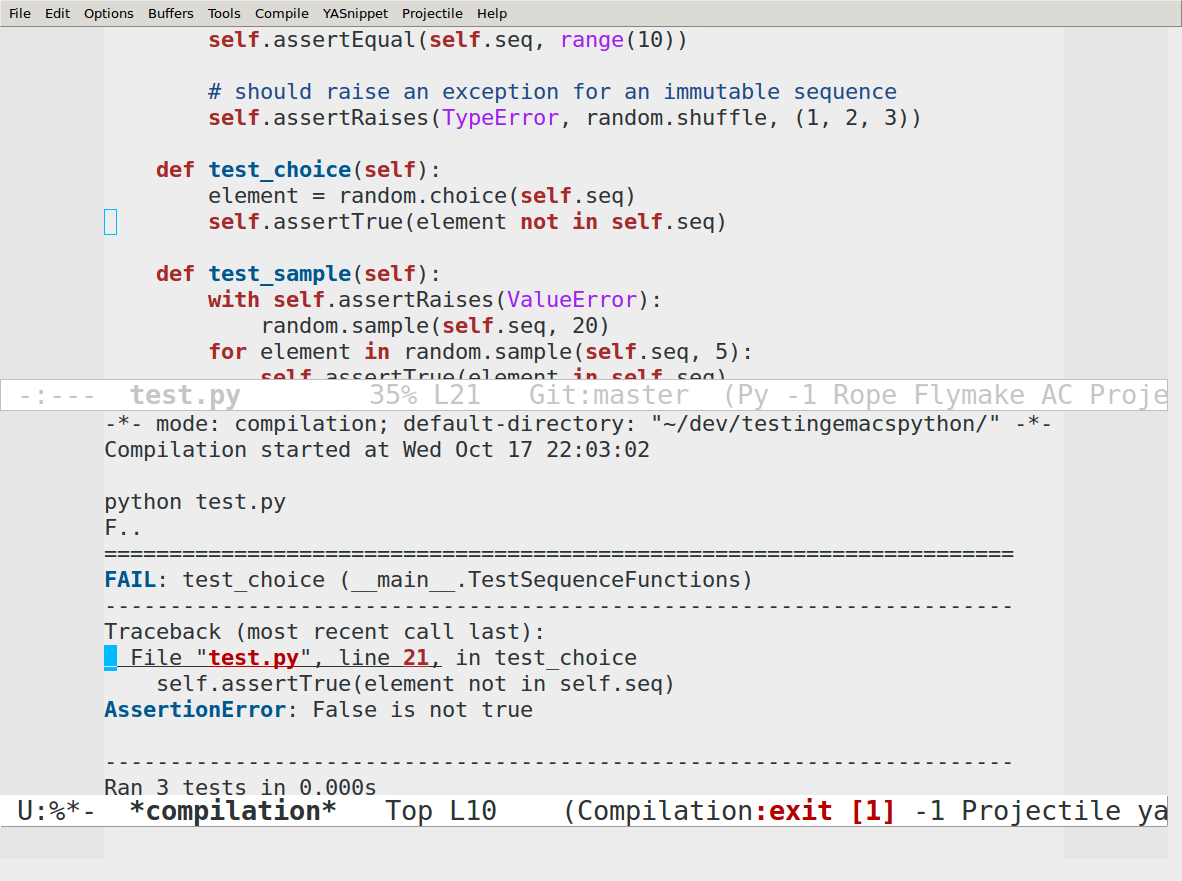 File Edit Options Buffers Tools Compile YASnippet Projectile Help
self.assertEqual(self.seq, range(10))
# should raise an exception for an immutable sequence
self.assertRaises(TypeError, random.shuffle, (1, 2, 3))
def test_choice(self):
element = random.choice(self.seq)
self.assertTrue(element not in self.seq)
def test_sample(self):
with self.assertRaises(ValueError):
random.sample(self.seq, 20)
for element in random.sample(self.seq, 5):
self.assertTrue(element in self.seq)
-:--- test.py 35% L21 Git:master (Py -1 Rope Flymake AC Proje
-*- mode: compilation; default-directory: "~/dev/testingemacspython/" -*-
Compilation started at Wed Oct 17 22:03:02
python test.py
F..
======================================================================
FAIL: test_choice (__main__.TestSequenceFunctions)
----------------------------------------------------------------------
Traceback (most recent call last):
File "test.py", line 21, in test_choice
self.assertTrue(element not in self.seq)
AssertionError: False is not true
----------------------------------------------------------------------
Ran 3 tests in 0.000s
U:%*- *compilation* Top L10 (Compilation:exit [1] -1 Projectile ya